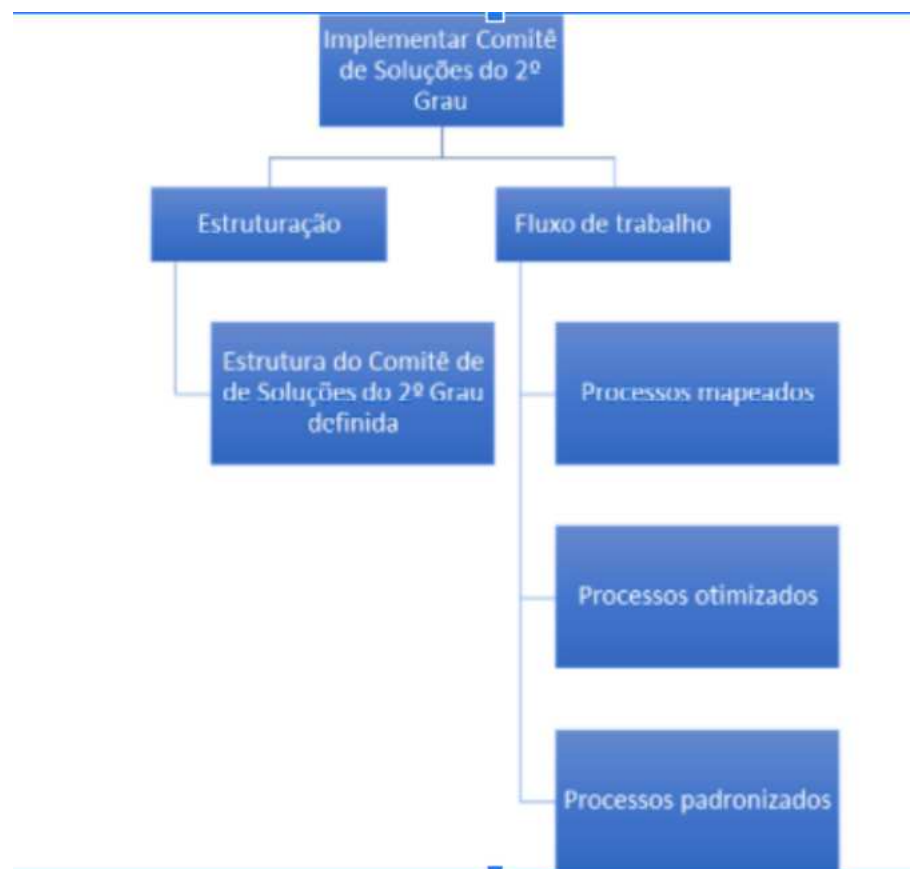 Implementar Comitê
de Soluções do 2º
Grau
Estruturação
Fluxo de trabalho
Estrutura do Comitê de
de Soluções do 2º Grau
definida
Processos mapeados
Processos otimizados
Processos padronizados